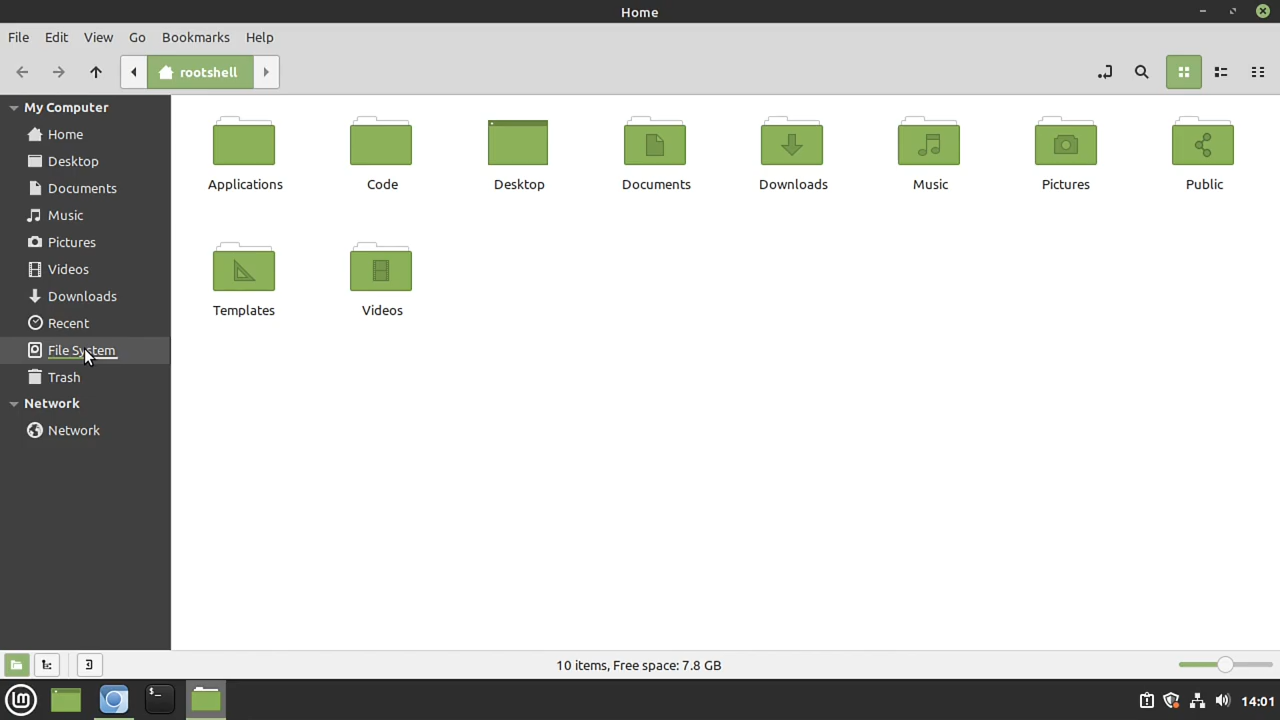 Home
File Edit View Go Bookmarks Help
rootshell
My Computer
Home
Desktop
Documents
Music
Pictures
Videos
Downloads
Recent
File System
Trash
Network
Network
Applications Code Desktop Documents Downloads Music Pictures Public
Templates Videos
10 items, Free space: 7.8 GB
14:01